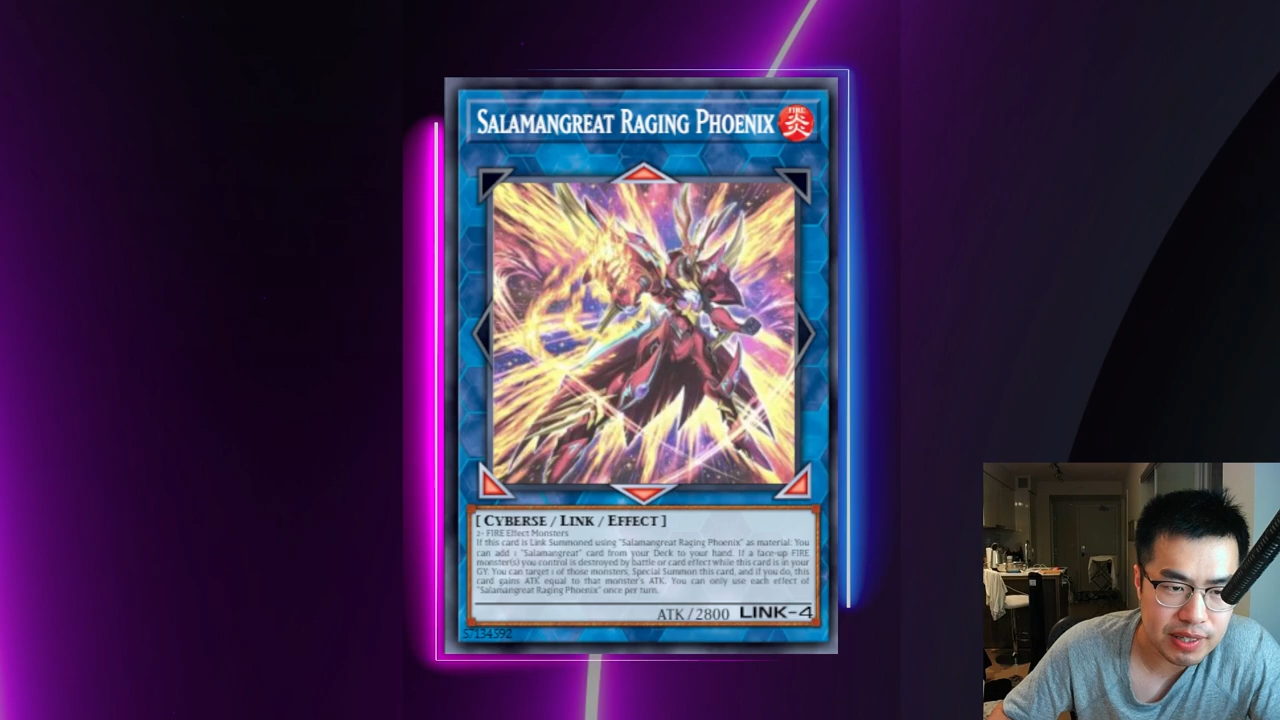 SALAMANGREAT RAGING PHOENIX
FIRE
炎
[ CYBERSE / LINK / EFFECT ]
2+ FIRE Effect Monsters
If this card is Link Summoned using "Salamangreat Raging Phoenix" as material: You
can add 1 "Salamangreat" card from your Deck to your hand. If a face-up FIRE
monster(s) you control is destroyed by battle or card effect while this card is in your
GY: You can target 1 of those monsters; Special Summon this card, and if you do, this
card gains ATK equal to that monster's ATK. You can only use each effect of
"Salamangreat Raging Phoenix" once per turn.
ATK/2800 LINK-4
57134592